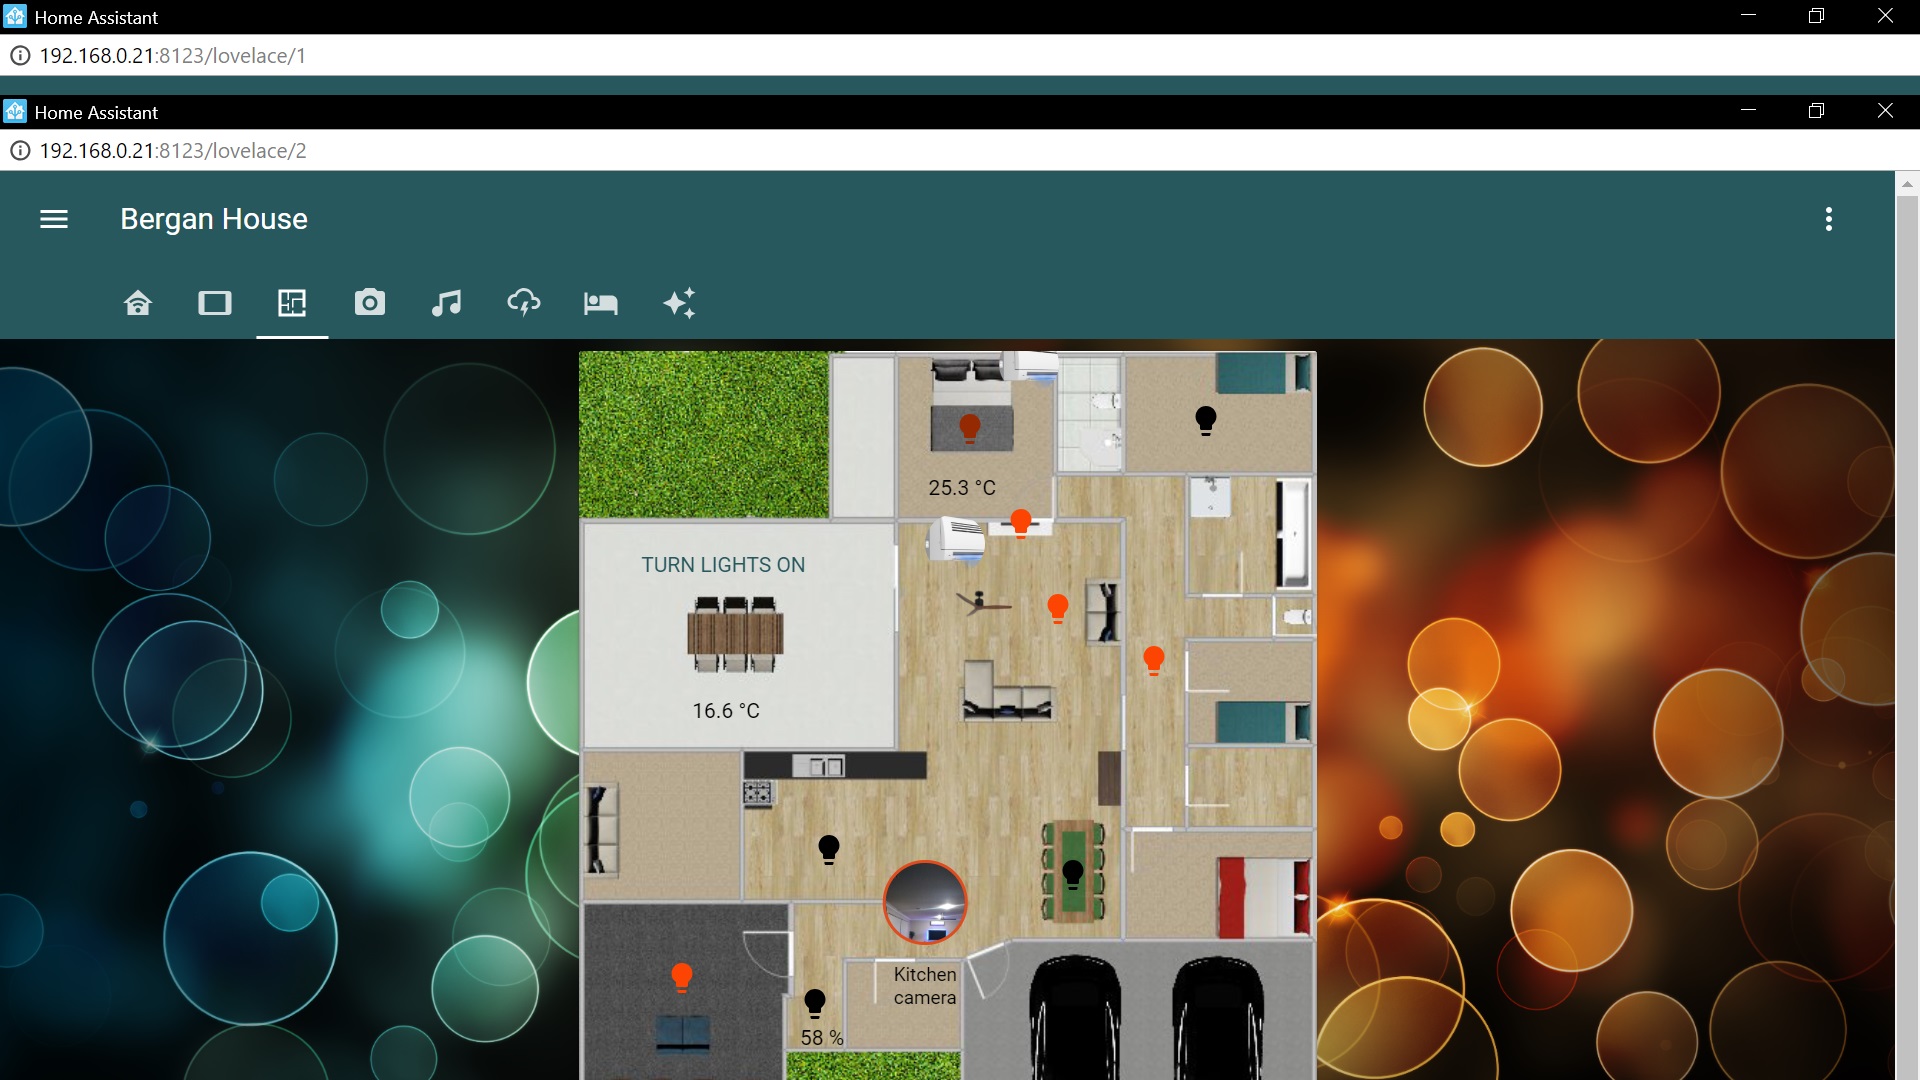 Home Assistant
192.168.0.21:8123/lovelace/1
Home Assistant
192.168.0.21:8123/lovelace/2
Bergan House
25.3 °C
TURN LIGHTS ON
16.6 °C
Kitchen
camera
58 %